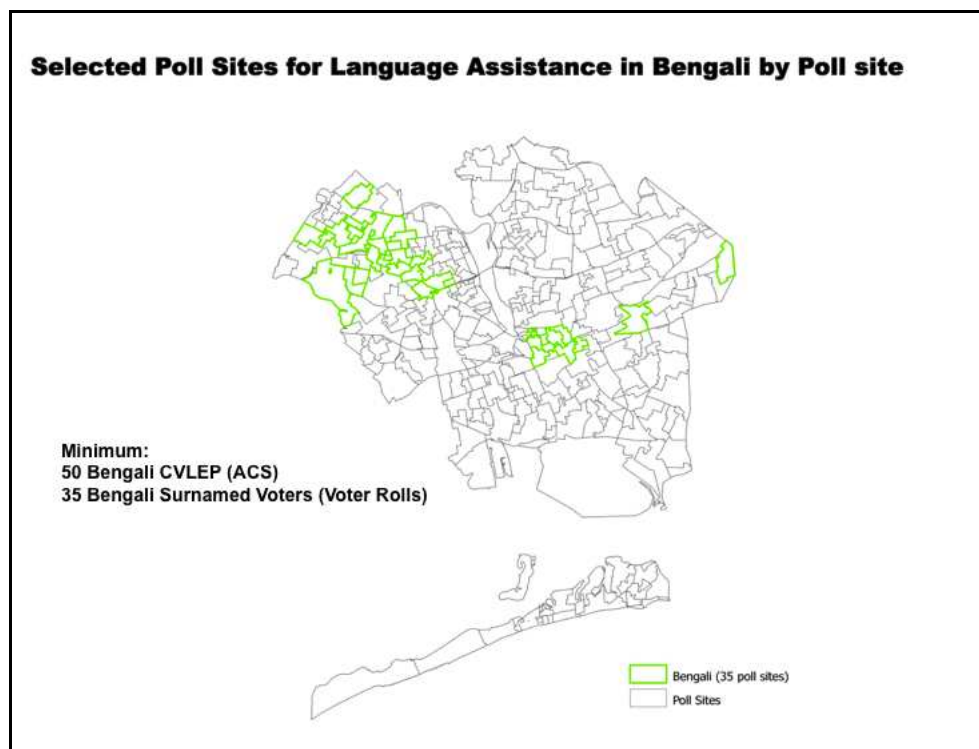 Selected Poll Sites for Language Assistance in Bengali by Poll site
Minimum:
50 Bengali CVLEP (ACS)
35 Bengali Surnamed Voters (Voter Rolls)
Bengali (35 poll sites)
Poll Sites